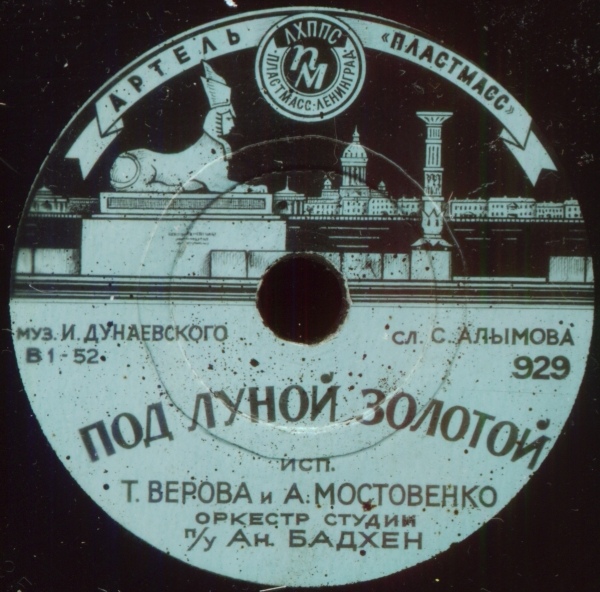 АРТЕЛЬ «ПЛАСТМАСС»
ЛХППС
ПМ
ПЛАСТМАСС-ЛЕНИНГРАД
МУЗ. И. ДУНАЕВСКОГО
СЛ. С. АЛЫМОВА
В1-52.
929
ПОД ЛУНОЙ ЗОЛОТОЙ
ИСП.
Т. ВЕРОВА и А. МОСТОВЕНКО
ОРКЕСТР СТУДИИ
п/у Ан. БАДХЕН